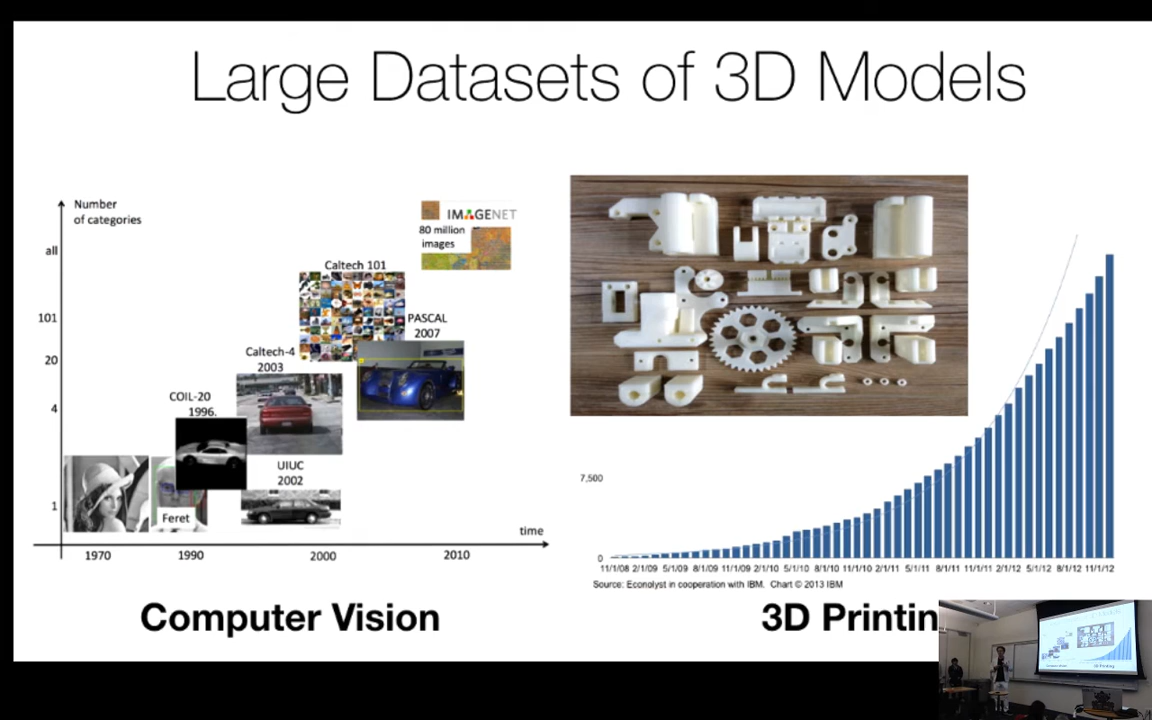 Large Datasets of 3D Models
Number
of categories
all
101
20
4
1
IMAGENET
80 million
images
Caltech 101
PASCAL
2007
Caltech-4
2003
COIL-20
1996.
UIUC
2002
Feret
time
1970
1990
2000
2010
Computer Vision
7,500
0
11/1/08 2/1/09 5/1/09 8/1/09 11/1/09 2/1/10 5/1/10 8/1/10 11/1/10 2/1/11 5/1/11 8/1/11 11/1/11 2/1/12 5/1/12 8/1/12 11/1/12
Source: Econolyst in cooperation with IBM. Chart © 2013 IBM
3D Printin